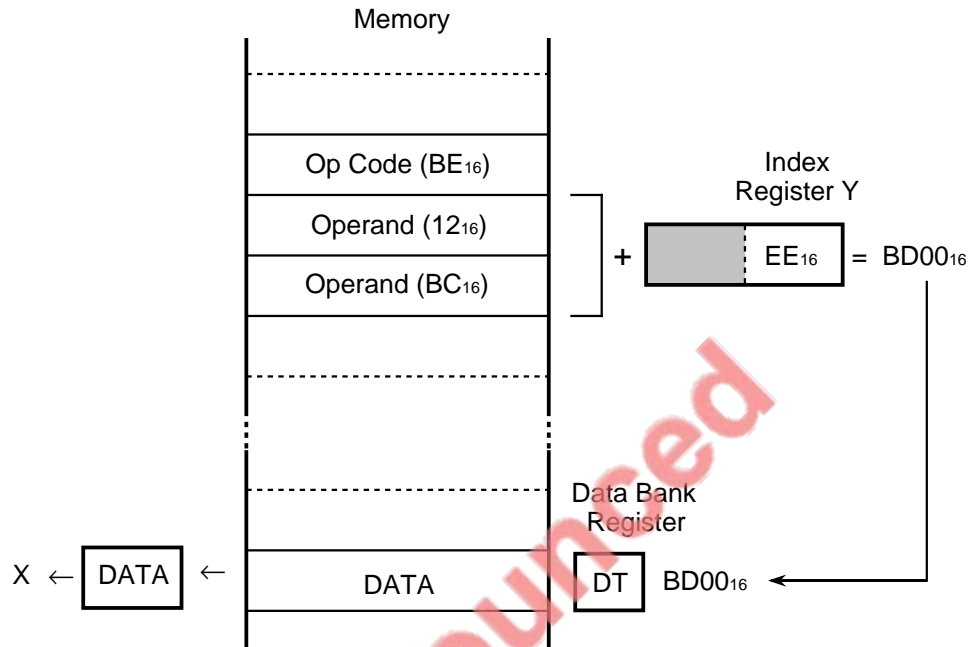 Memory
Op Code (BE16)
Index
Register Y
Operand (1216)
+ EE16 = BD0016
Operand (BC16)
Data Bank
Register
X ← DATA ← DATA DT BD0016
ounced